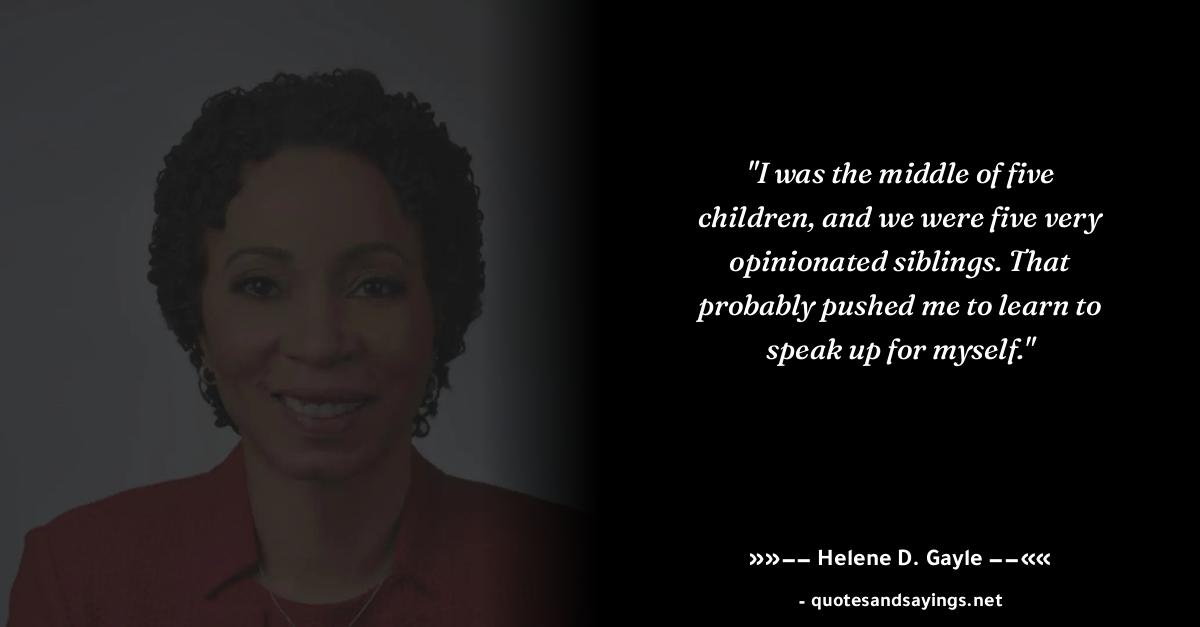 "I was the middle of five
children, and we were five very
opinionated siblings. That
probably pushed me to learn to
speak up for myself."
»»–– Helene D. Gayle ––««
- quotesandsayings.net